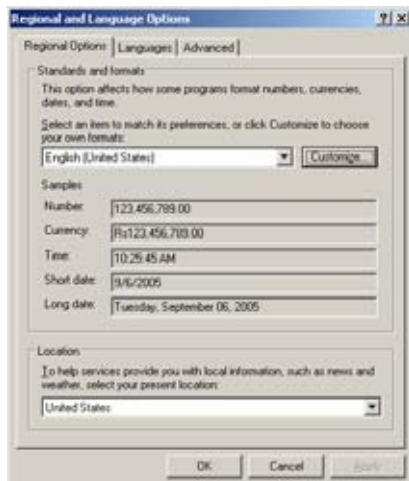 Regional and Language Options
Regional Options Languages Advanced
Standards and formats
This option affects how some programs format numbers, currencies,
dates, and time.
Select an item to match its preferences, or click Customize to choose
your own formats:
English (United States) Customize...
Samples
Number: 123,456,789.00
Currency: Rs123,456,789.00
Time: 10:25:45 AM
Short date: 9/6/2005
Long date: Tuesday, September 06, 2005
Location
To help services provide you with local information, such as news and
weather, select your present location:
United States
OK Cancel Apply